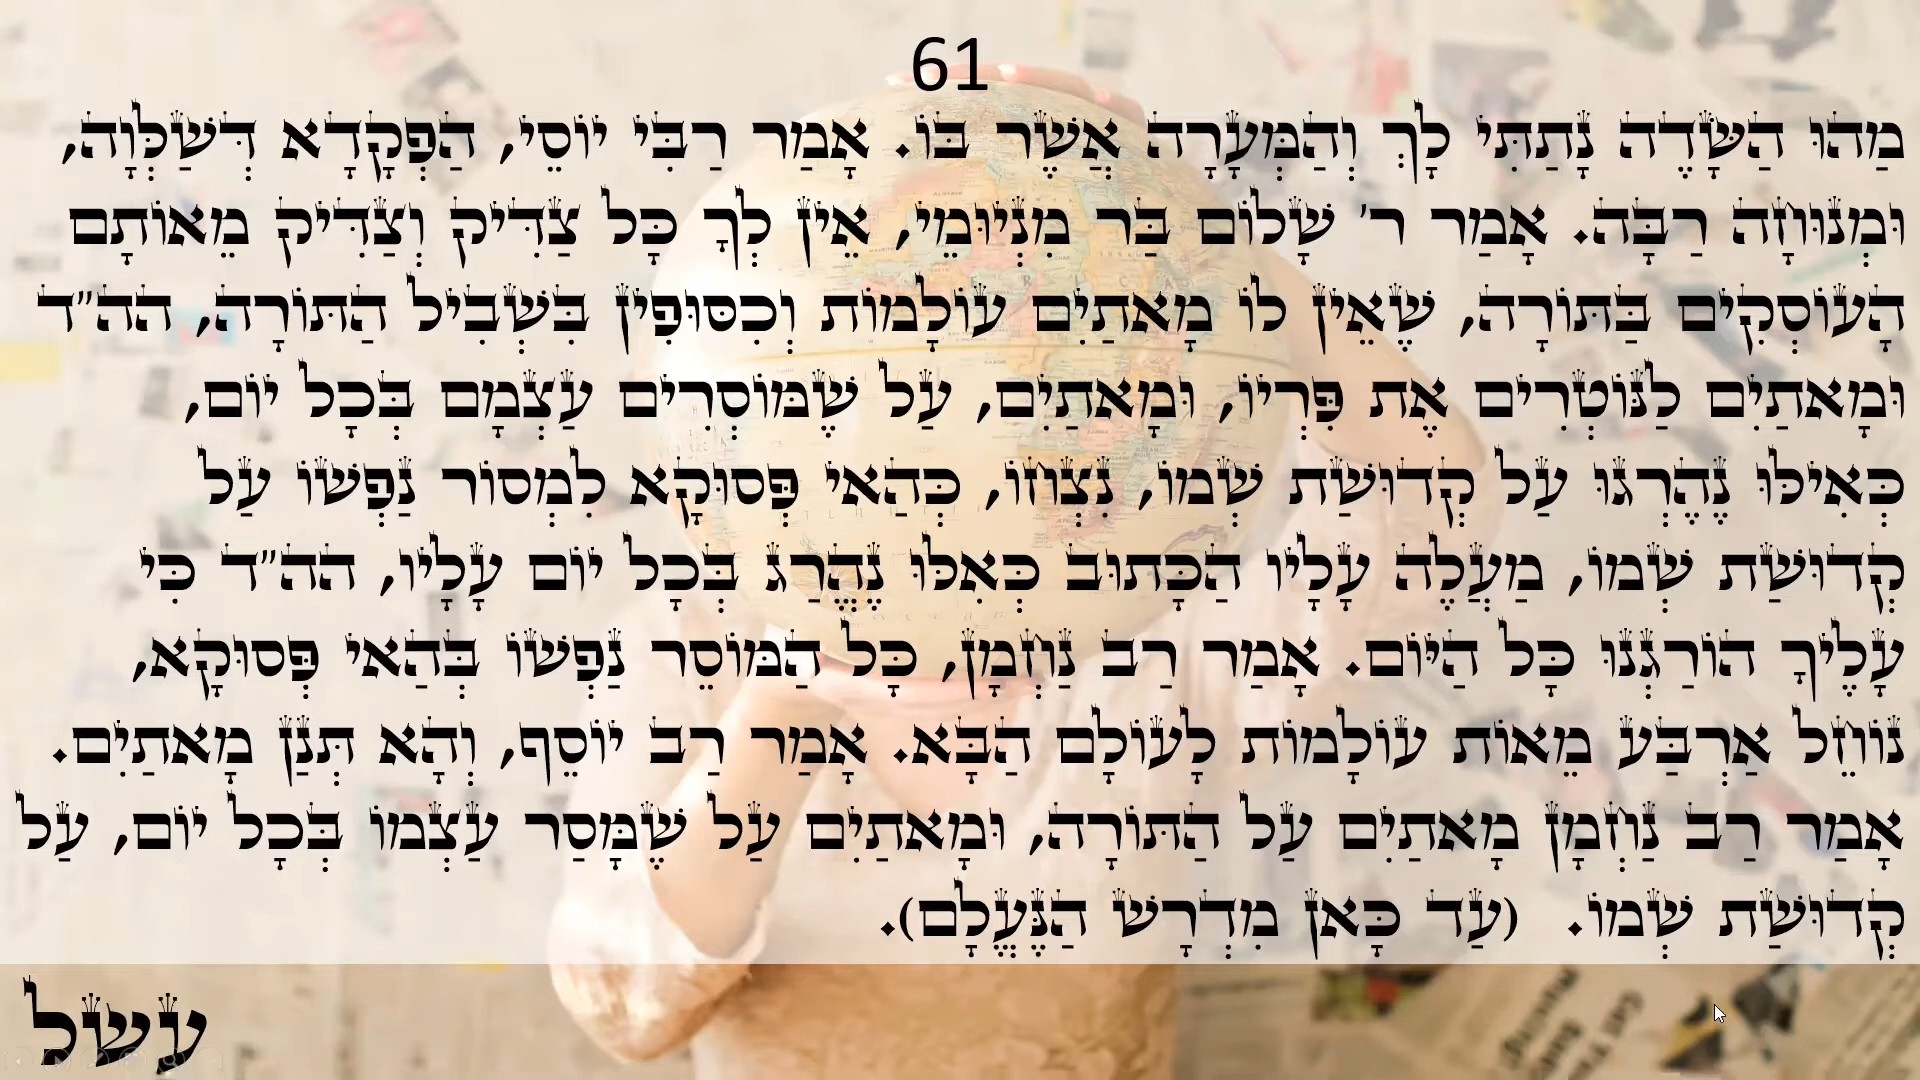 61
מַהוּ הַשָּׂדֶה נָתַתִּי לָךְ וְהַמְּעָרָה אֲשֶׁר בּוֹ. אָמַר רַבִּי יוֹסֵי, הַפְקָדָא דְּשַׁלְּוָה,
וּמְנוּחָה רַבָּה. אָמַר ר' שָׁלוֹם בַּר מִנְיוּמֵי, אֵין לְךָ כָּל צַדִּיק וְצַדִּיק מֵאוֹתָם
הָעוֹסְקִים בַּתּוֹרָה, שֶׁאֵין לוֹ מָאתַיִם עוֹלָמוֹת וְכִסּוּפִין בִּשְׁבִיל הַתּוֹרָה, הה"ד
וּמָאתַיִם לַנּוֹטְרִים אֶת פִּרְיוֹ, וּמָאתַיִם, עַל שֶׁמּוֹסְרִים עַצְמָם בְּכָל יוֹם,
כְּאִילּוּ נֶהֶרְגוּ עַל קְדוּשַּׁת שְׁמוֹ, נִצְחוֹ, כְּהַאי פְּסוּקָא לִמְסוֹר נַפְשׁוֹ עַל
קְדוּשַּׁת שְׁמוֹ, מַעֲלֶה עָלָיו הַכָּתוּב כְּאִלּוּ נֶהֱרַג בְּכָל יוֹם עָלָיו, הה"ד כִּי
עָלֶיךָ הוֹרַגְנוּ כָּל הַיּוֹם. אָמַר רַב נַחְמָן, כָּל הַמּוֹסֵר נַפְשׁוֹ בְּהַאי פְּסוּקָא,
נוֹחֵל אַרְבַּע מֵאוֹת עוֹלָמוֹת לָעוֹלָם הַבָּא. אָמַר רַב יוֹסֵף, וְהָא תְּנַן מָאתַיִם.
אָמַר רַב נַחְמָן מָאתַיִם עַל הַתּוֹרָה, וּמָאתַיִם עַל שֶׁמָּסַר עַצְמוֹ בְּכָל יוֹם, עַל
קְדוּשַּׁת שְׁמוֹ. (עַד כָּאן מִדְרָשׁ הַנֶּעֱלָם).
עשל